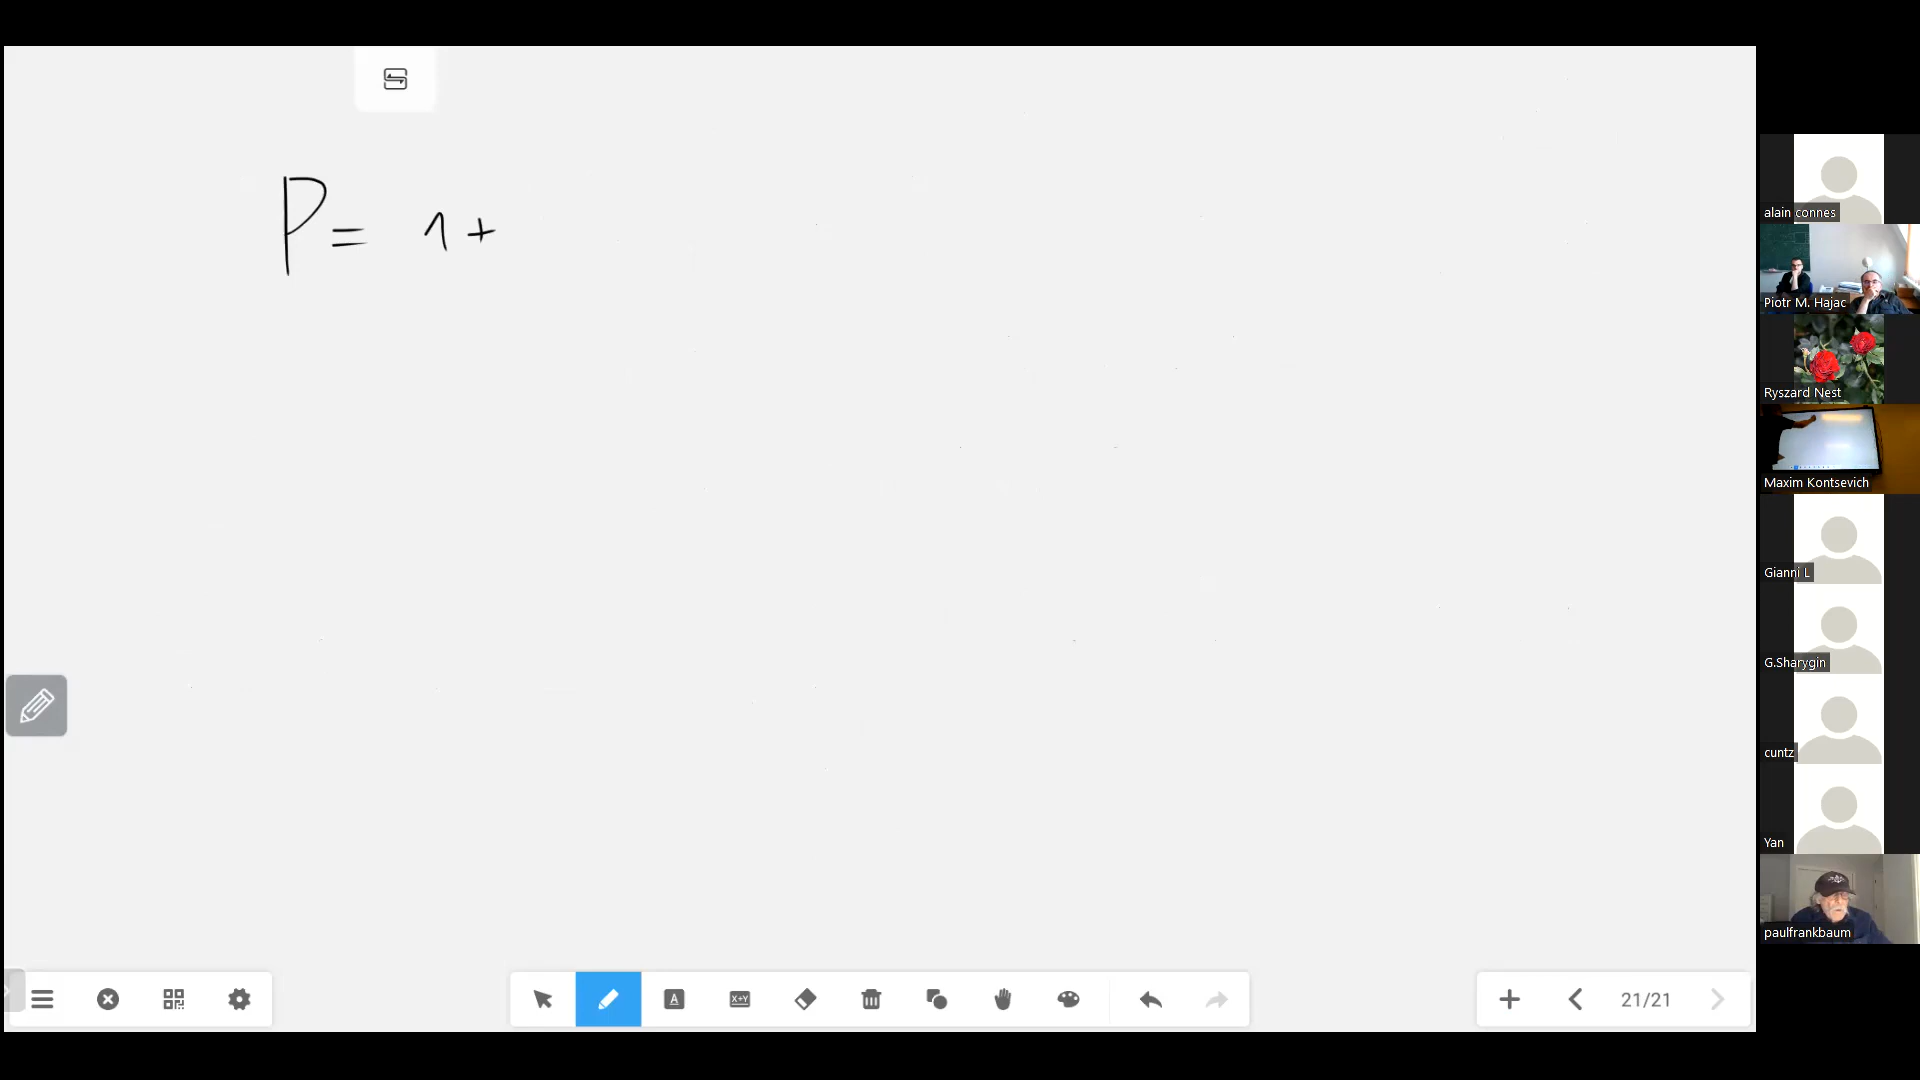 P = 1 +
alain connes
Piotr M. Hajac
Ryszard Nest
Maxim Kontsevich
Gianni L
G.Sharygin
cuntz
Yan
paulfrankbaum
A
X+Y
21/21